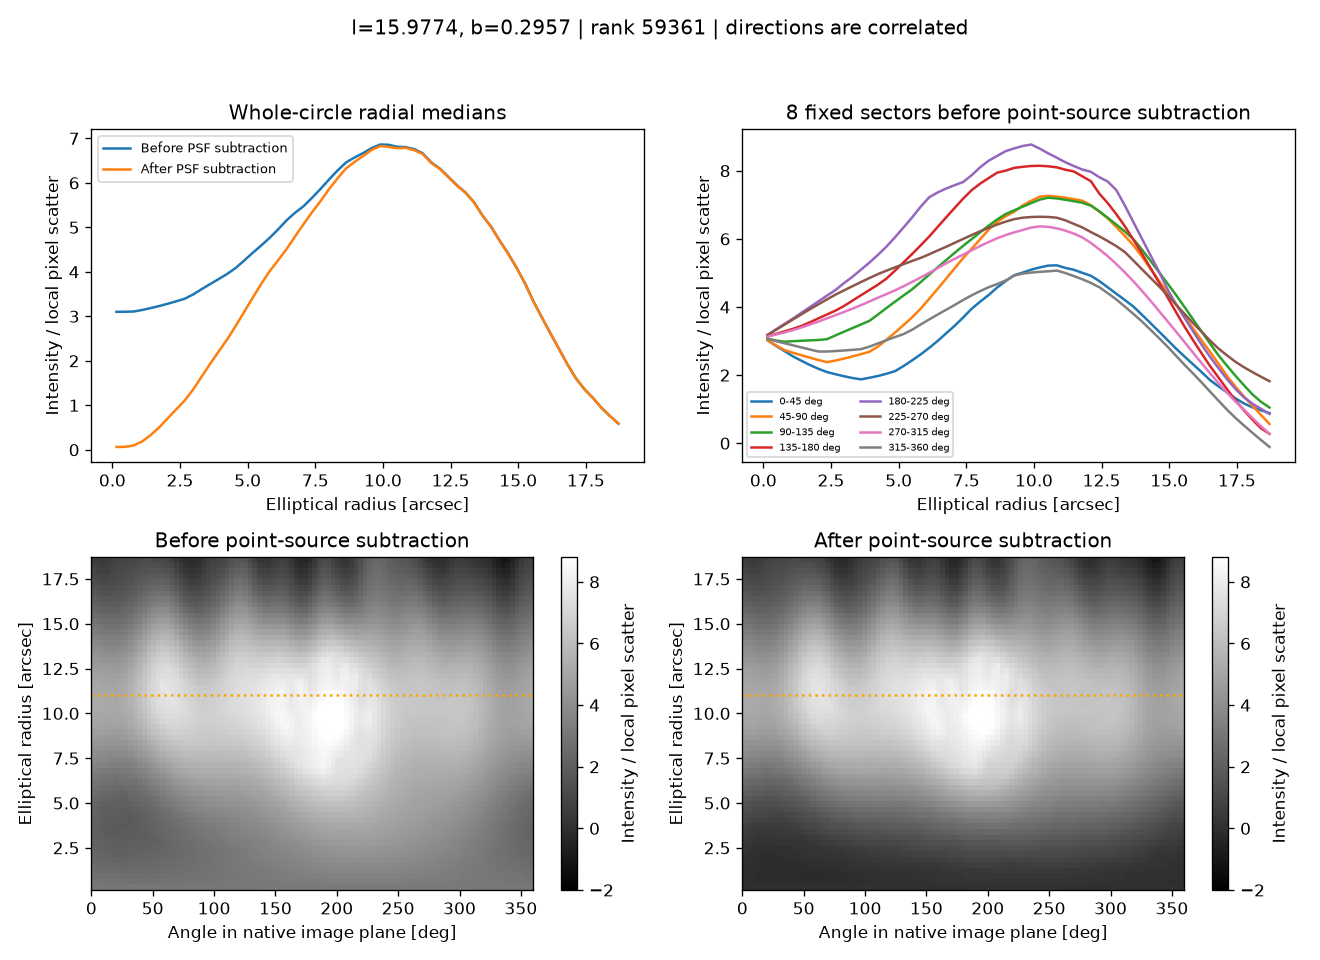 l=15.9774, b=0.2957 | rank 59361 | directions are correlated
Whole-circle radial medians
7
6
5
4
3
2
1
0
Intensity / local pixel scatter
Before PSF subtraction
After PSF subtraction
0.0 2.5 5.0 7.5 10.0 12.5 15.0 17.5
Elliptical radius [arcsec]
8 fixed sectors before point-source subtraction
8
6
4
2
0
Intensity / local pixel scatter
0-45 deg
45-90 deg
90-135 deg
135-180 deg
180-225 deg
225-270 deg
270-315 deg
315-360 deg
0.0 2.5 5.0 7.5 10.0 12.5 15.0 17.5
Elliptical radius [arcsec]
Before point-source subtraction
17.5
15.0
12.5
10.0
7.5
5.0
2.5
Elliptical radius [arcsec]
0 50 100 150 200 250 300 350
Angle in native image plane [deg]
8
6
4
2
0
−2
Intensity / local pixel scatter
After point-source subtraction
17.5
15.0
12.5
10.0
7.5
5.0
2.5
Elliptical radius [arcsec]
0 50 100 150 200 250 300 350
Angle in native image plane [deg]
8
6
4
2
0
−2
Intensity / local pixel scatter